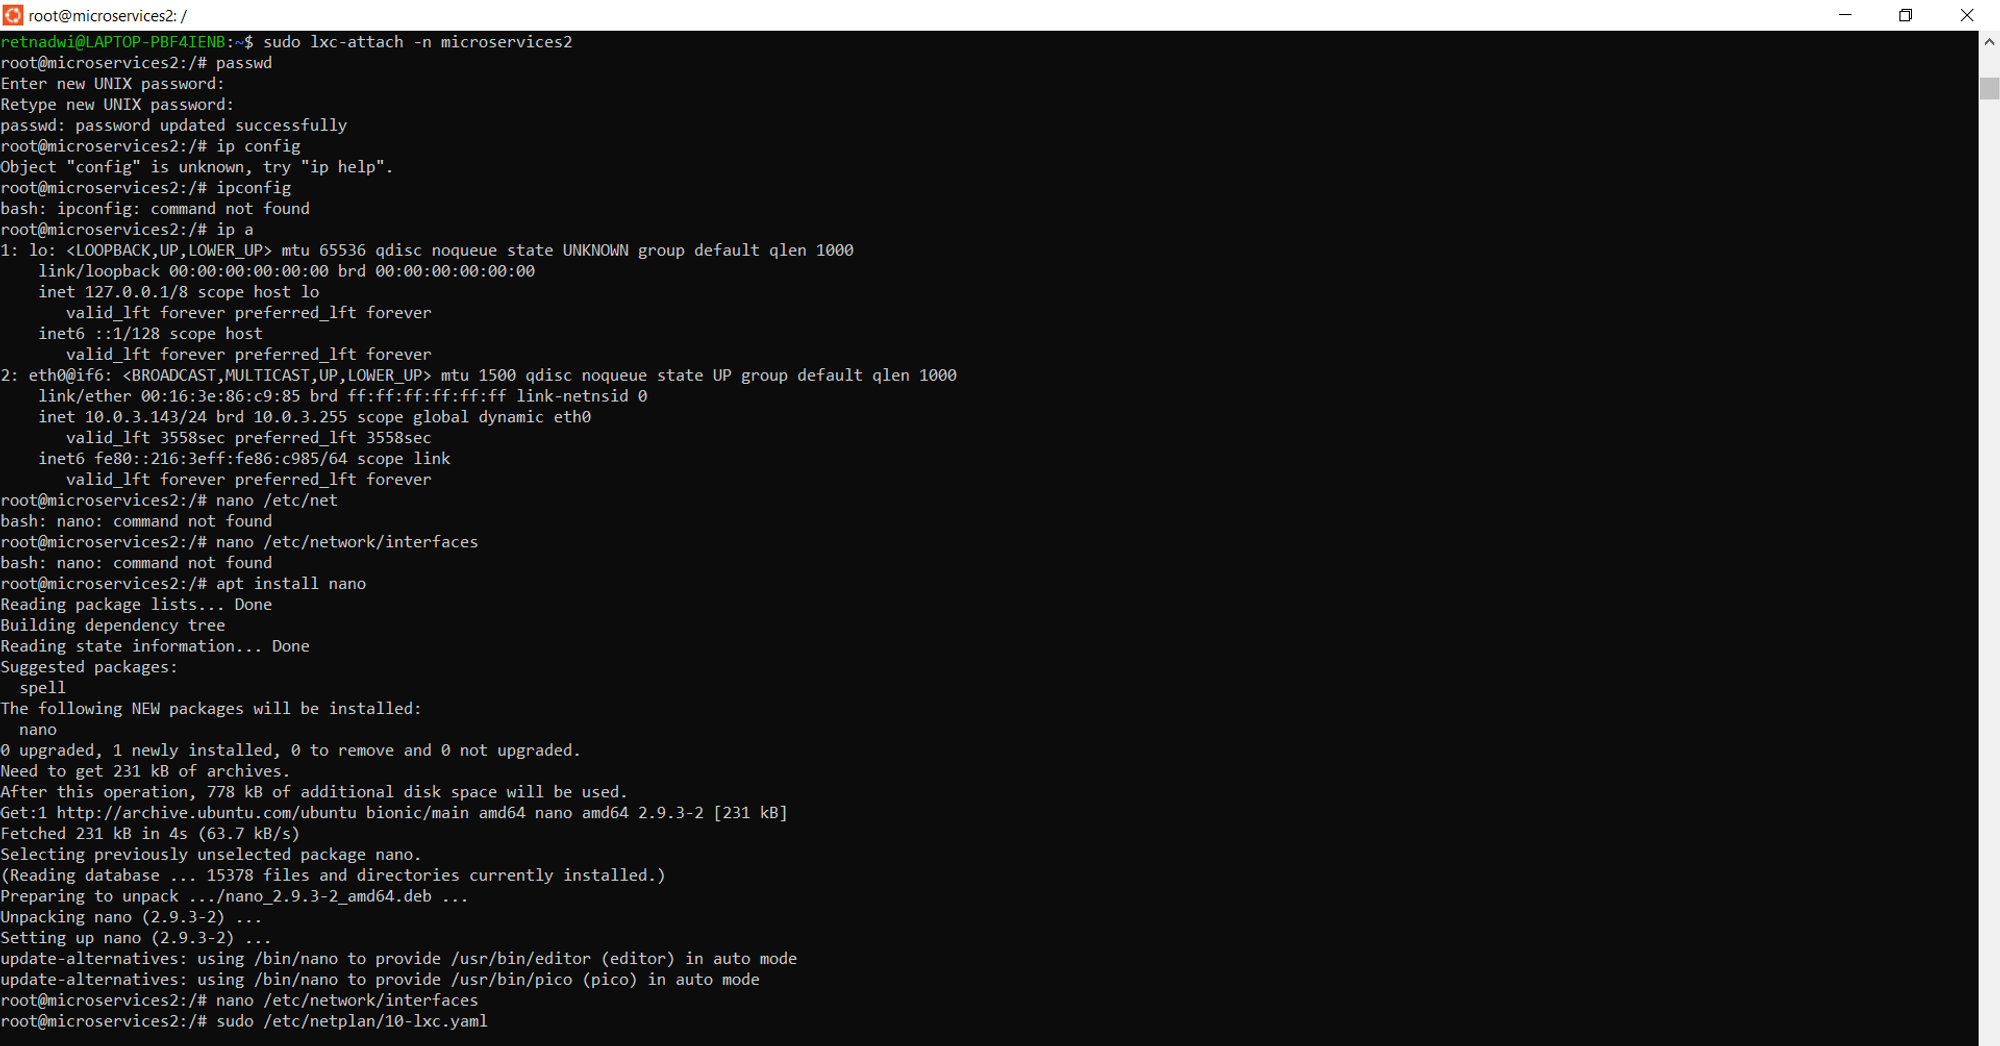 root@microservices2: /
retnadwi@LAPTOP-PBF4IENB:~$ sudo lxc-attach -n microservices2
root@microservices2:/# passwd
Enter new UNIX password:
Retype new UNIX password:
passwd: password updated successfully
root@microservices2:/# ip config
Object "config" is unknown, try "ip help".
root@microservices2:/# ipconfig
bash: ipconfig: command not found
root@microservices2:/# ip a
1: lo: <LOOPBACK,UP,LOWER_UP> mtu 65536 qdisc noqueue state UNKNOWN group default qlen 1000
    link/loopback 00:00:00:00:00:00 brd 00:00:00:00:00:00
    inet 127.0.0.1/8 scope host lo
       valid_lft forever preferred_lft forever
    inet6 ::1/128 scope host
       valid_lft forever preferred_lft forever
2: eth0@if6: <BROADCAST,MULTICAST,UP,LOWER_UP> mtu 1500 qdisc noqueue state UP group default qlen 1000
    link/ether 00:16:3e:86:c9:85 brd ff:ff:ff:ff:ff:ff link-netnsid 0
    inet 10.0.3.143/24 brd 10.0.3.255 scope global dynamic eth0
       valid_lft 3558sec preferred_lft 3558sec
    inet6 fe80::216:3eff:fe86:c985/64 scope link
       valid_lft forever preferred_lft forever
root@microservices2:/# nano /etc/net
bash: nano: command not found
root@microservices2:/# nano /etc/network/interfaces
bash: nano: command not found
root@microservices2:/# apt install nano
Reading package lists... Done
Building dependency tree
Reading state information... Done
Suggested packages:
  spell
The following NEW packages will be installed:
  nano
0 upgraded, 1 newly installed, 0 to remove and 0 not upgraded.
Need to get 231 kB of archives.
After this operation, 778 kB of additional disk space will be used.
Get:1 http://archive.ubuntu.com/ubuntu bionic/main amd64 nano amd64 2.9.3-2 [231 kB]
Fetched 231 kB in 4s (63.7 kB/s)
Selecting previously unselected package nano.
(Reading database ... 15378 files and directories currently installed.)
Preparing to unpack .../nano_2.9.3-2_amd64.deb ...
Unpacking nano (2.9.3-2) ...
Setting up nano (2.9.3-2) ...
update-alternatives: using /bin/nano to provide /usr/bin/editor (editor) in auto mode
update-alternatives: using /bin/nano to provide /usr/bin/pico (pico) in auto mode
root@microservices2:/# nano /etc/network/interfaces
root@microservices2:/# sudo /etc/netplan/10-lxc.yaml